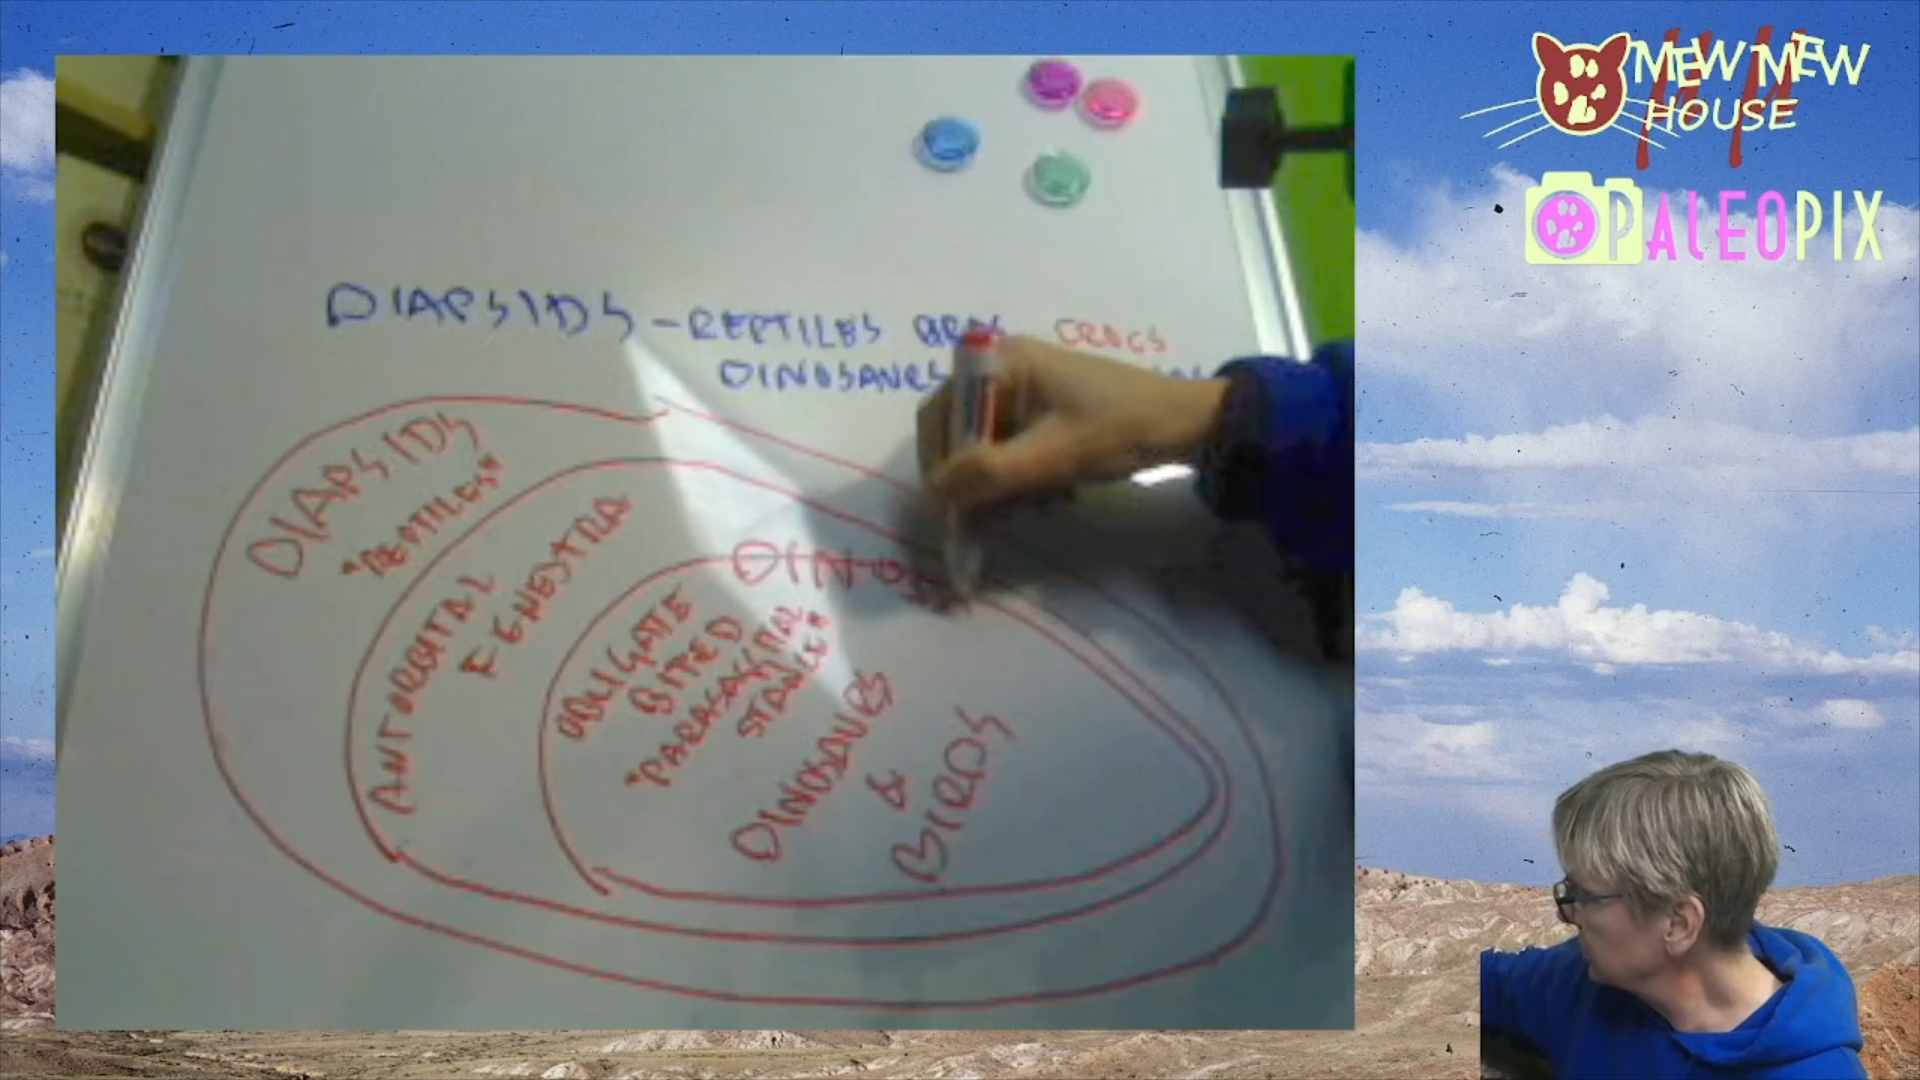 MEW MEW
HOUSE
PALEOPIX
DIAPSIDS – REPTILES CROCS
DINOSAURS
DIAPSIDS
"REPTILES"
ANTORBITAL
FENESTRA
OBLIGATE
BIPED
"PARASAGITTAL
STANCE"
DINOSAURS
&
BIRDS